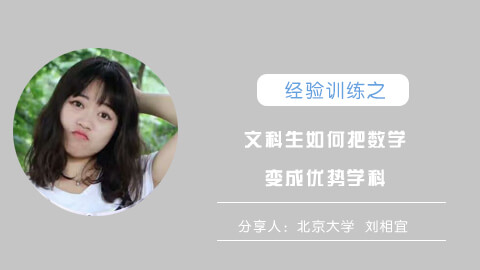 经验训练之
文科生如何把数学
变成优势学科
分享人：北京大学 刘相宜